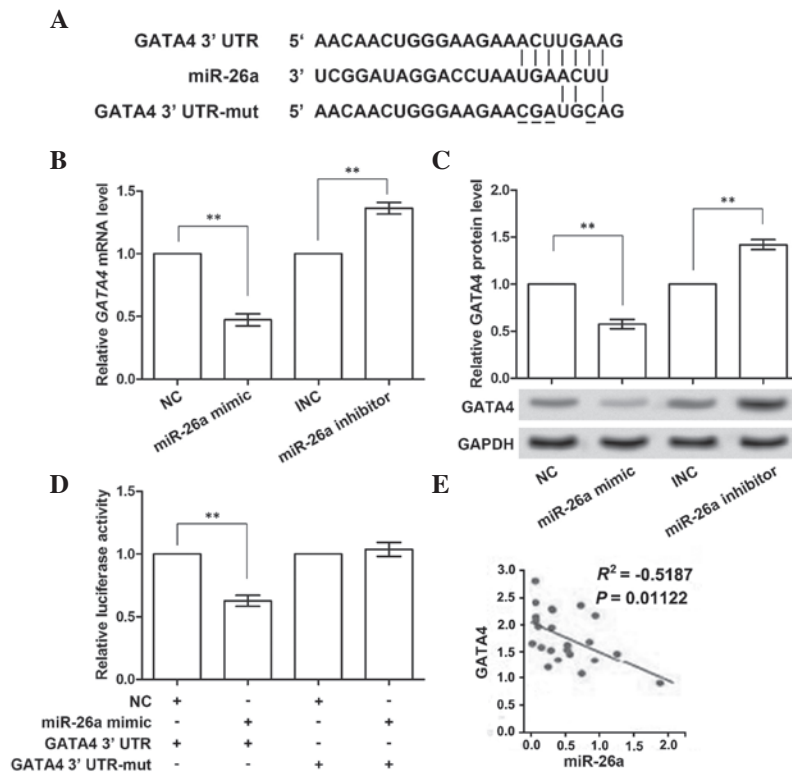 A
GATA4 3' UTR 5‘ AACAACUGGGAAGAAACUUGAAG
miR-26a 3’ UCGGAUAGGACCUAAUGAACUU
GATA4 3' UTR-mut 5’ AACAACUGGGAAGAACGAUGCAG
B
Relative GATA4 mRNA level
1.5
1.0
0.5
0.0
**
**
NC
miR-26a mimic
INC
miR-26a inhibitor
C
Relative GATA4 protein level
2.0
1.5
1.0
0.5
0.0
**
**
GATA4
GAPDH
NC
miR-26a mimic
INC
miR-26a inhibitor
D
Relative luciferase activity
1.5
1.0
0.5
0.0
**
NC + - + -
miR-26a mimic - + - +
GATA4 3' UTR + + - -
GATA4 3' UTR-mut - - + +
E
R² = -0.5187
P = 0.01122
GATA4
3.0
2.5
2.0
1.5
1.0
0.5
0
0.0 0.5 1.0 1.5 2.0
miR-26a